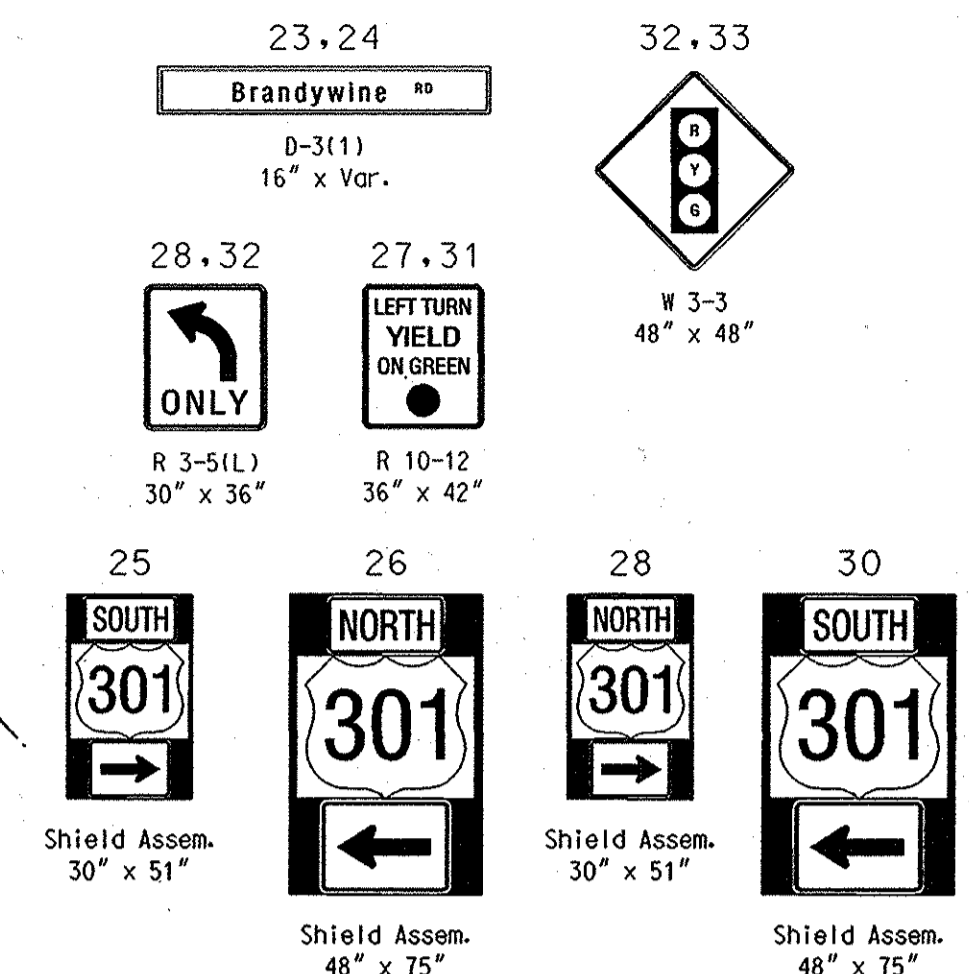 23,24
Brandywine RD
D-3(1)
16" x Var.
32,33
R
Y
G
W 3-3
48" x 48"
28,32
ONLY
R 3-5(L)
30" x 36"
27,31
LEFT TURN
YIELD
ON GREEN
R 10-12
36" x 42"
25
SOUTH
301
Shield Assem.
30" x 51"
26
NORTH
301
Shield Assem.
48" x 75"
28
NORTH
301
Shield Assem.
30" x 51"
30
SOUTH
301
Shield Assem.
48" x 75"